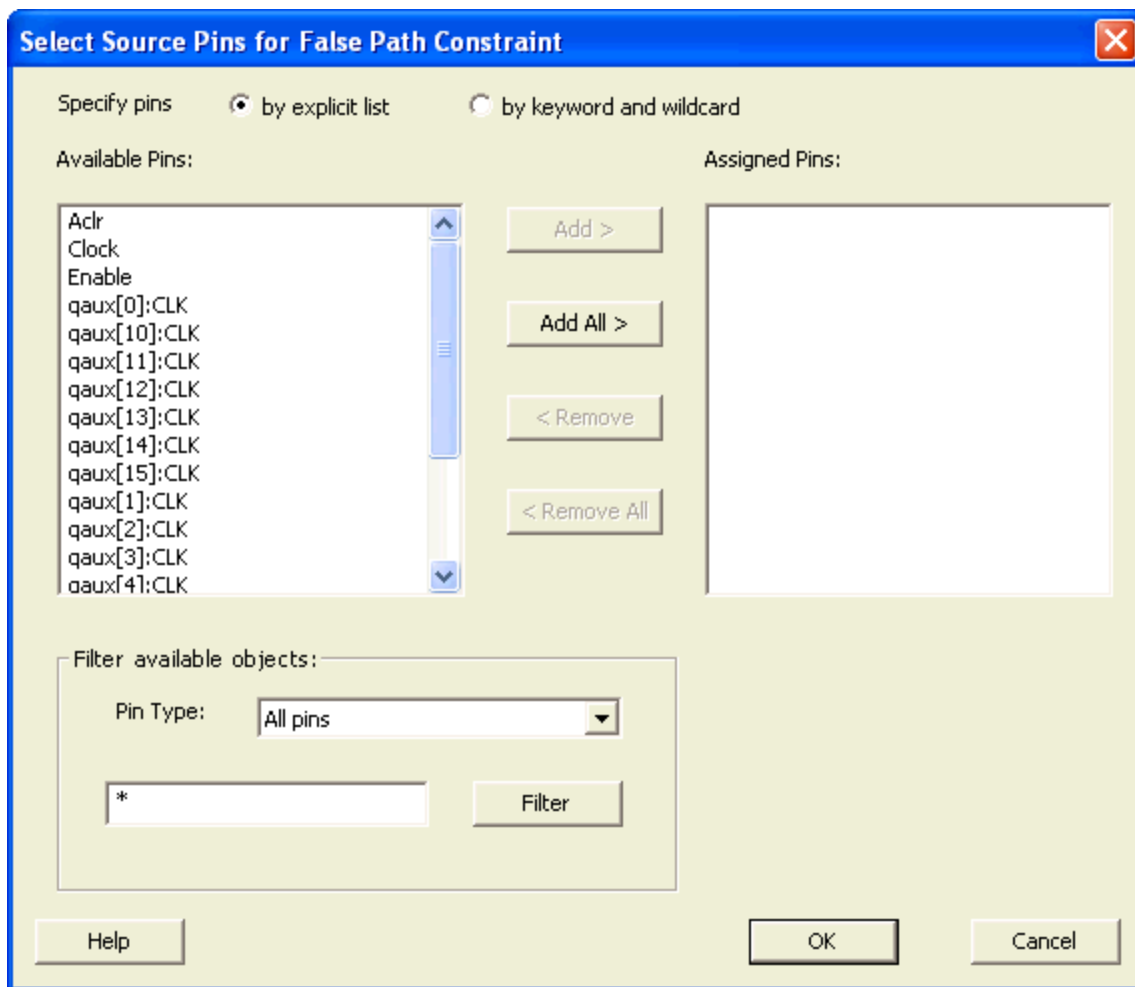 Select Source Pins for False Path Constraint
Specify pins by explicit list by keyword and wildcard
Available Pins: Assigned Pins:
Aclr
Clock
Enable
qaux[0]:CLK
qaux[10]:CLK
qaux[11]:CLK
qaux[12]:CLK
qaux[13]:CLK
qaux[14]:CLK
qaux[15]:CLK
qaux[1]:CLK
qaux[2]:CLK
qaux[3]:CLK
qaux[4]:CLK
Add >
Add All >
< Remove
< Remove All
Filter available objects:
Pin Type: All pins
* Filter
Help OK Cancel